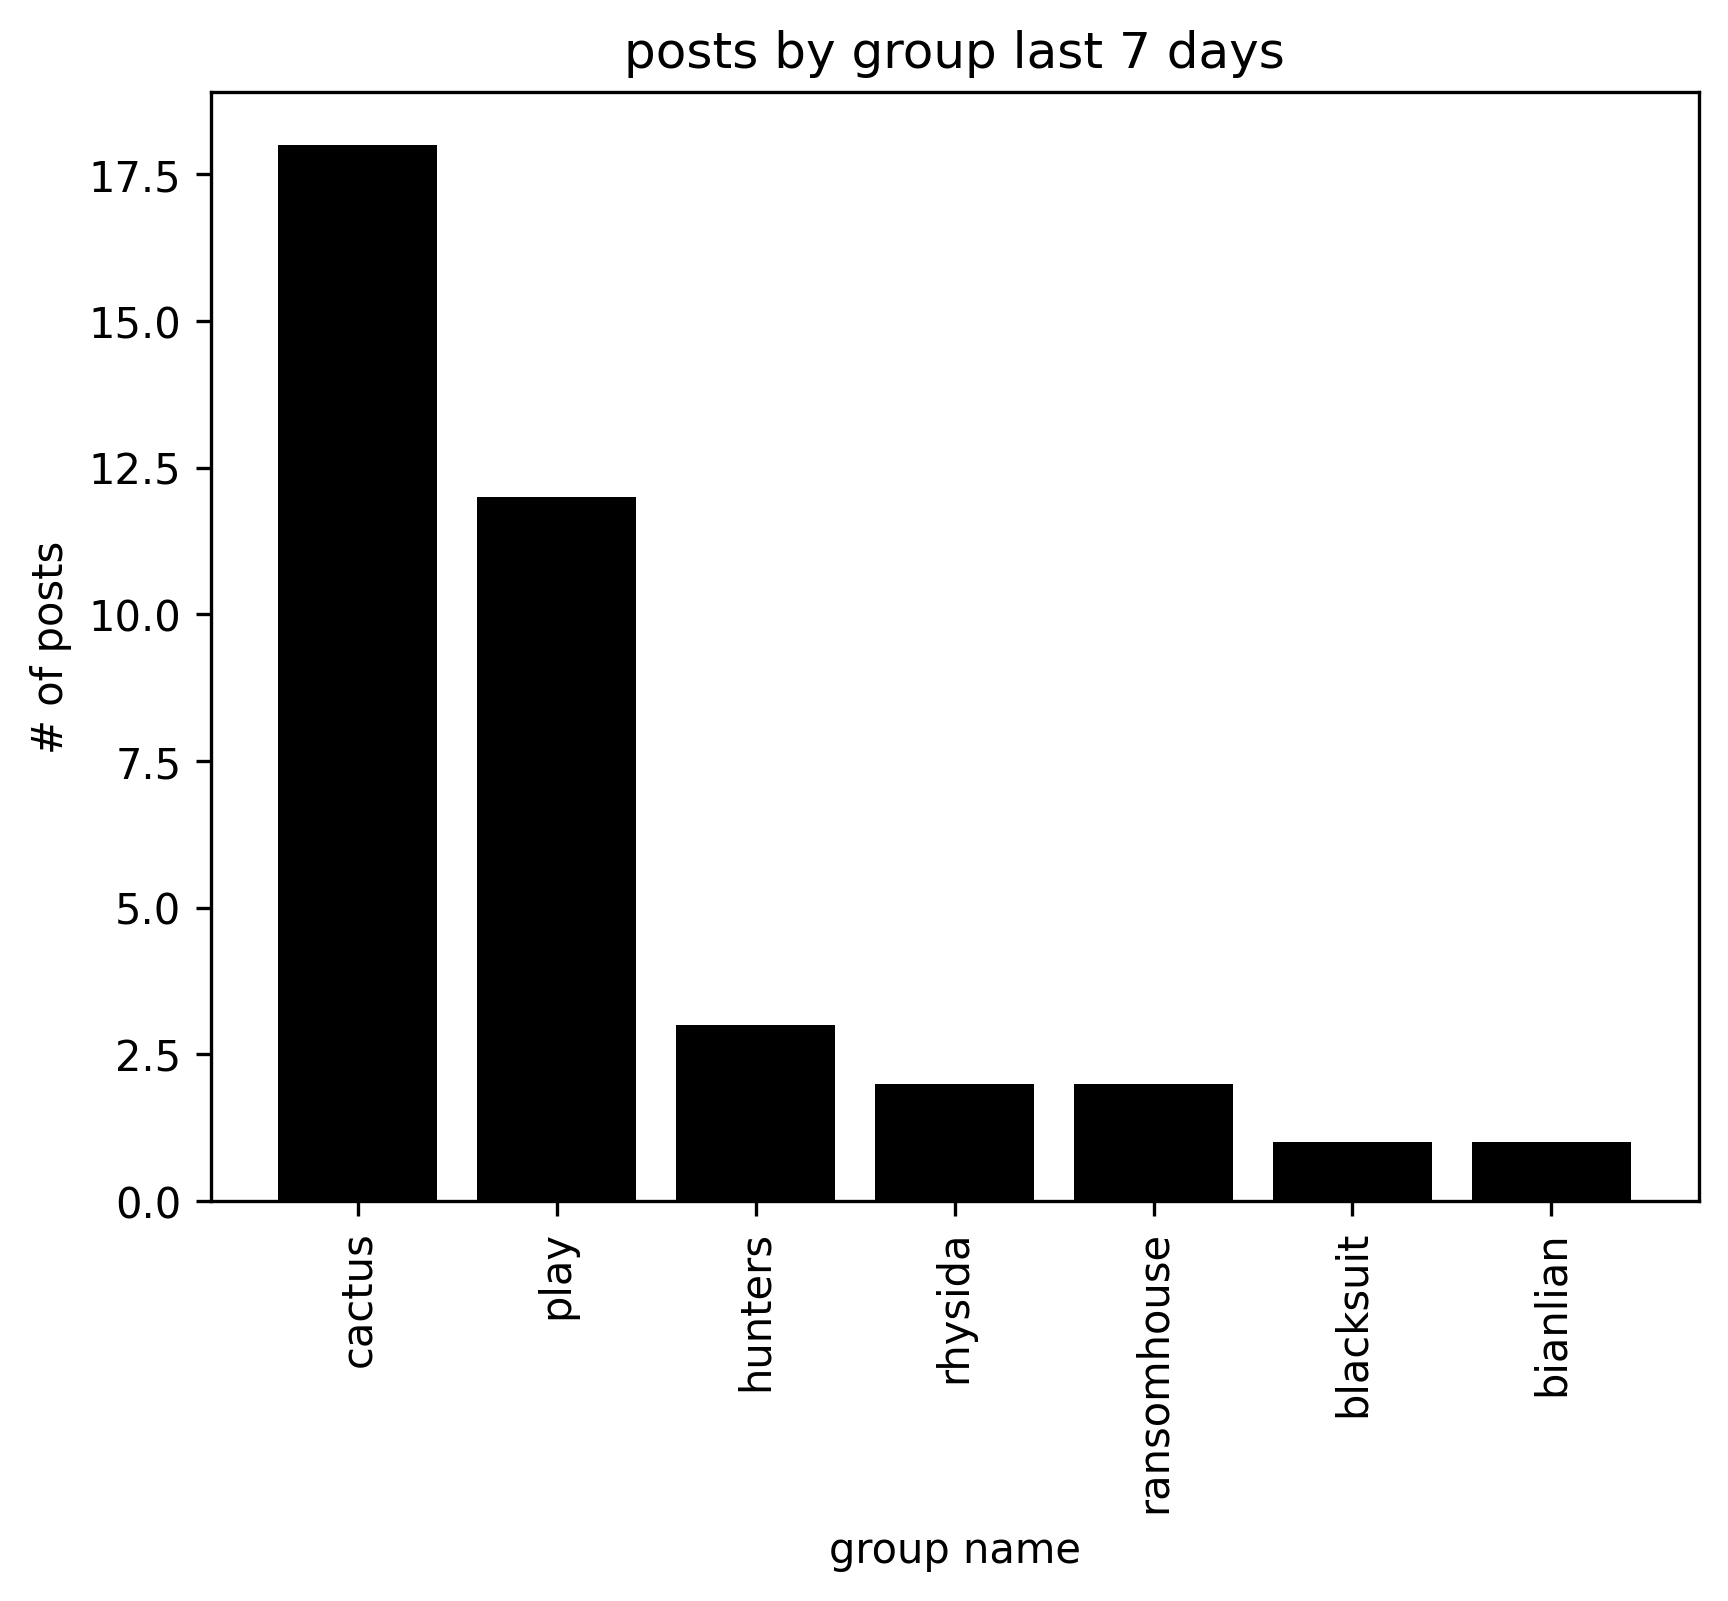 posts by group last 7 days
17.5
15.0
12.5
10.0
7.5
5.0
2.5
0.0
# of posts
cactus
play
hunters
rhysida
ransomhouse
blacksuit
bianlian
group name